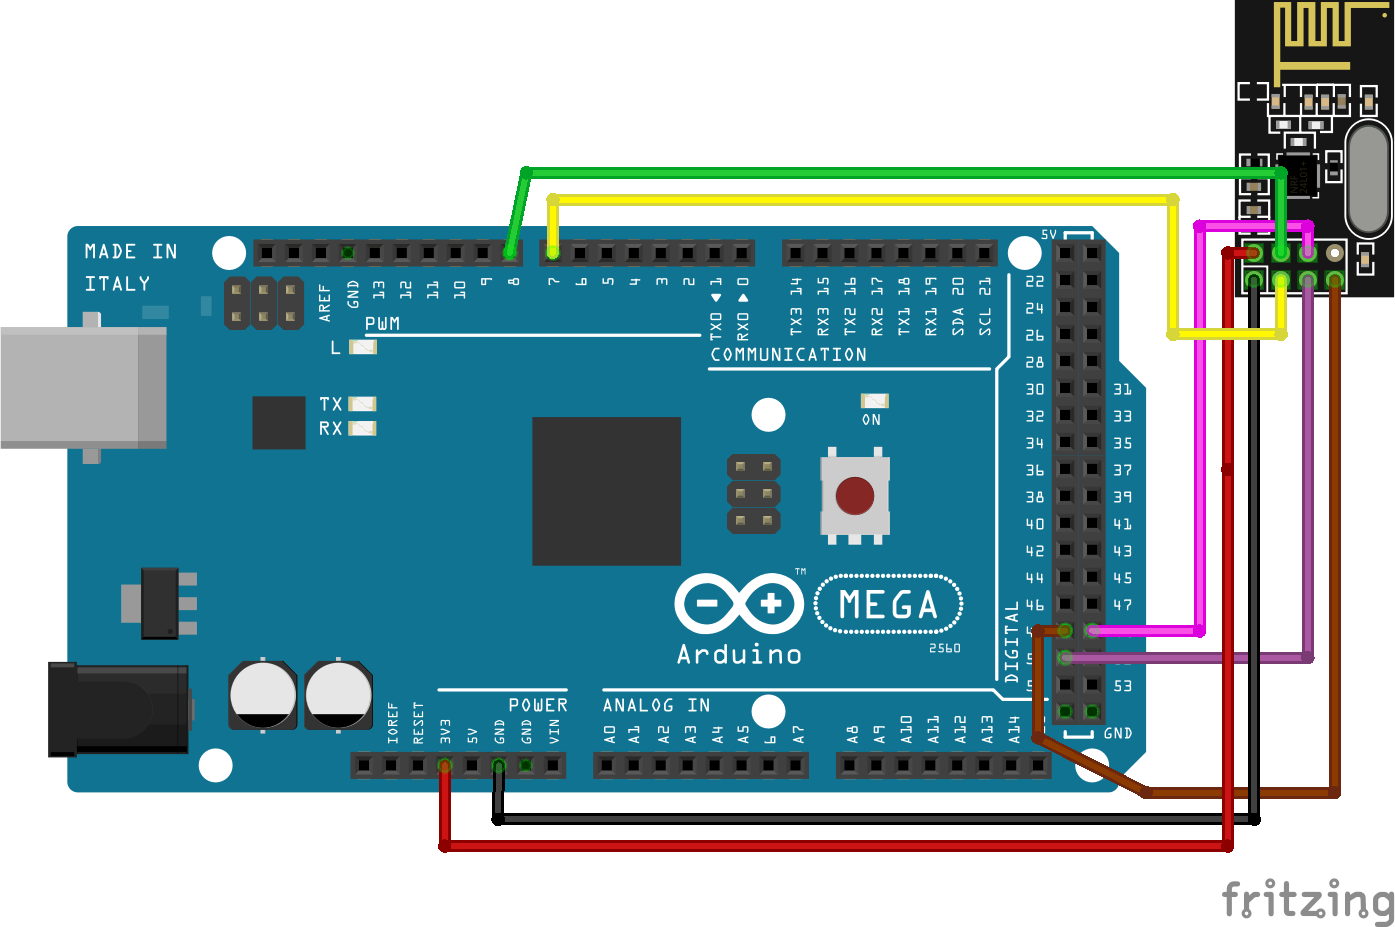 NRF
24L01+
5V
MADE IN
ITALY
AREF
GND
13
12
11
10
9
8
7
6
5
4
3
2
TX0 1
RX0 0
TX3 14
RX3 15
TX2 16
RX2 17
TX1 18
RX1 19
SDA 20
SCL 21
PWM
COMMUNICATION
L
TX
RX
ON
22
24
26
28
30 31
32 33
34 35
36 37
38 39
40 41
42 43
44 45
46 47
53
DIGITAL
GND
MEGA
TM
Arduino
2560
POWER
ANALOG IN
IOREF
RESET
3V3
5V
GND
GND
VIN
A0
A1
A2
A3
A4
A5
6
A7
A8
A9
A10
A11
A12
A13
A14
fritzing